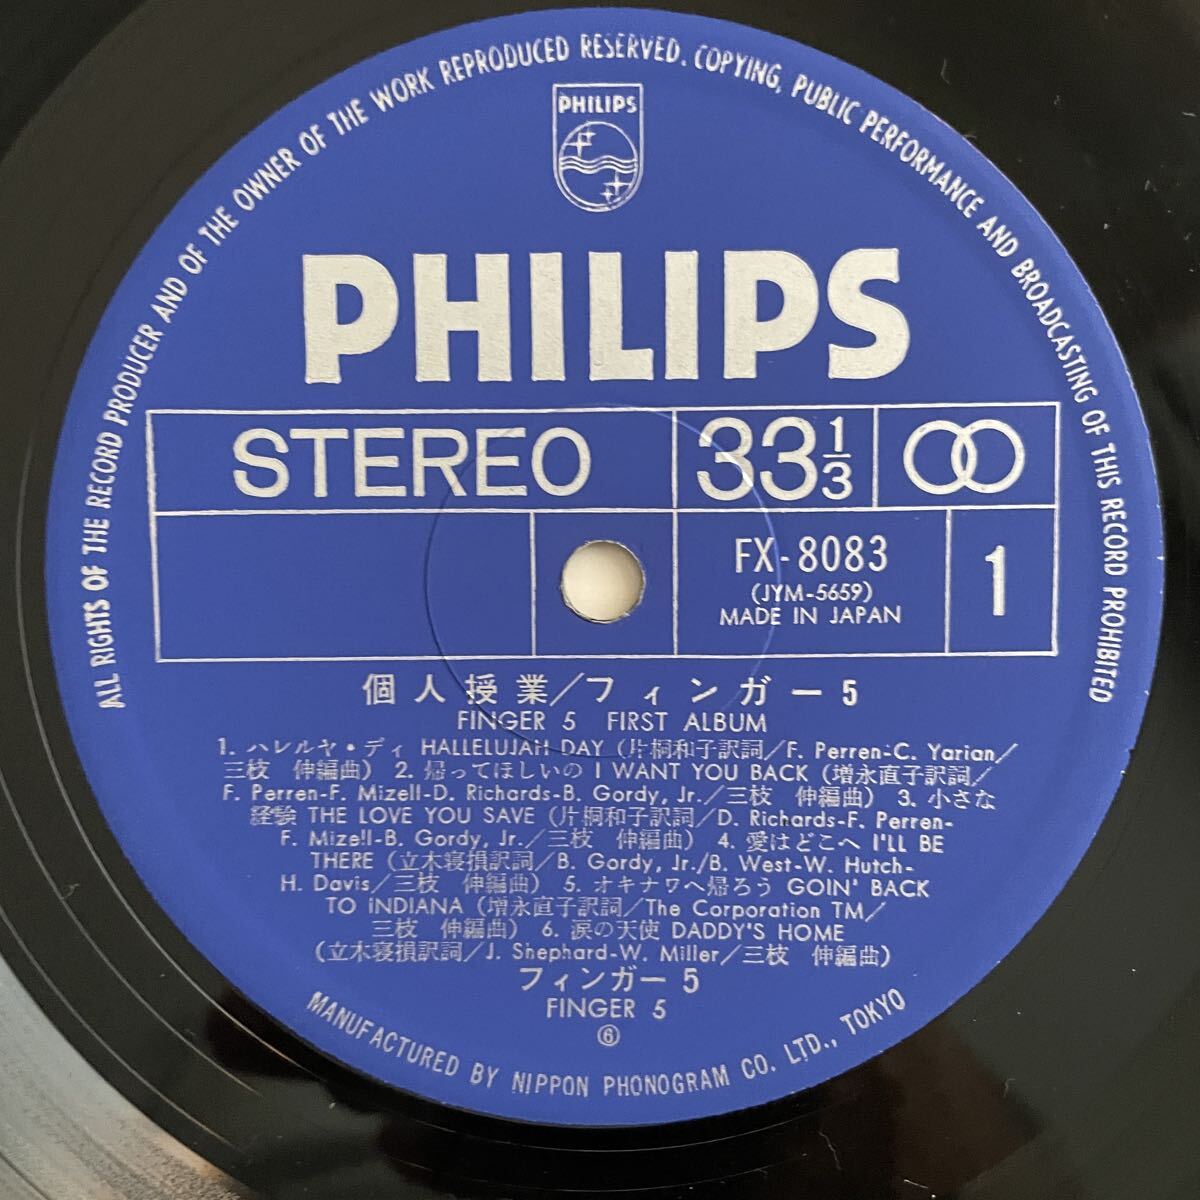 ALL RIGHTS OF THE RECORD PRODUCER AND OF THE OWNER OF THE WORK REPRODUCED RESERVED. COPYING, PUBLIC PERFORMANCE AND BROADCASTING OF THIS RECORD PROHIBITED
PHILIPS
PHILIPS
STEREO 33 1/3
FX-8083
(JYM-5659)
MADE IN JAPAN
1
個人授業/フィンガー5
FINGER 5 FIRST ALBUM
1. ハレルヤ・デイ HALLELUJAH DAY (片桐和子訳詞/F. Perren-C. Yarian/
三枝 伸編曲) 2. 帰ってほしいの I WANT YOU BACK (増永直子訳詞/
F. Perren-F. Mizell-D. Richards-B. Gordy, Jr./三枝 伸編曲) 3. 小さな
経験 THE LOVE YOU SAVE (片桐和子訳詞/D. Richards-F. Perren-
F. Mizell-B. Gordy, Jr./三枝 伸編曲) 4. 愛はどこへ I'LL BE
THERE (立木寝損訳詞/B. Gordy, Jr./B. West-W. Hutch-
H. Davis/三枝 伸編曲) 5. オキナワへ帰ろう GOIN' BACK
TO INDIANA (増永直子訳詞/The Corporation TM/
三枝 伸編曲) 6. 涙の天使 DADDY'S HOME
(立木寝損訳詞/J. Shephard-W. Miller/三枝 伸編曲)
フィンガー5
FINGER 5
⑥
MANUFACTURED BY NIPPON PHONOGRAM CO. LTD., TOKYO